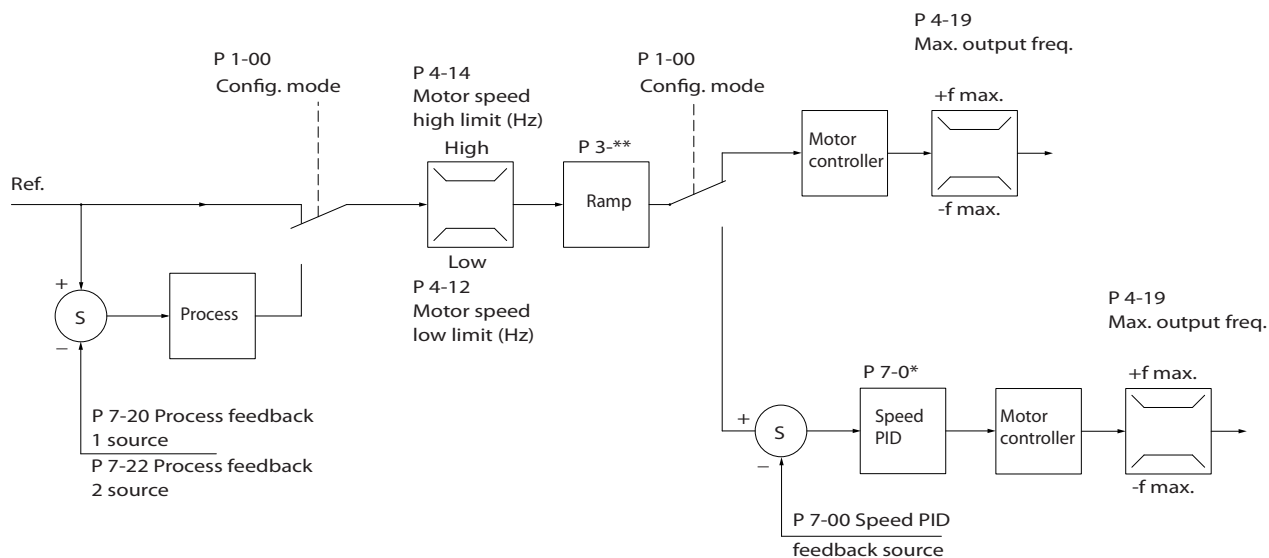 P 4-19
Max. output freq.
P 1-00
Config. mode
P 4-14
Motor speed
high limit (Hz)
P 1-00
Config. mode
+f max.
High
P 3-**
Motor
controller
Ref.
Ramp
-f max.
Low
P 4-12
Motor speed
low limit (Hz)
+
S
Process
–
P 4-19
Max. output freq.
P 7-20 Process feedback
1 source
P 7-22 Process feedback
2 source
P 7-0*
+f max.
+
S
–
Speed
PID
Motor
controller
-f max.
P 7-00 Speed PID
feedback source